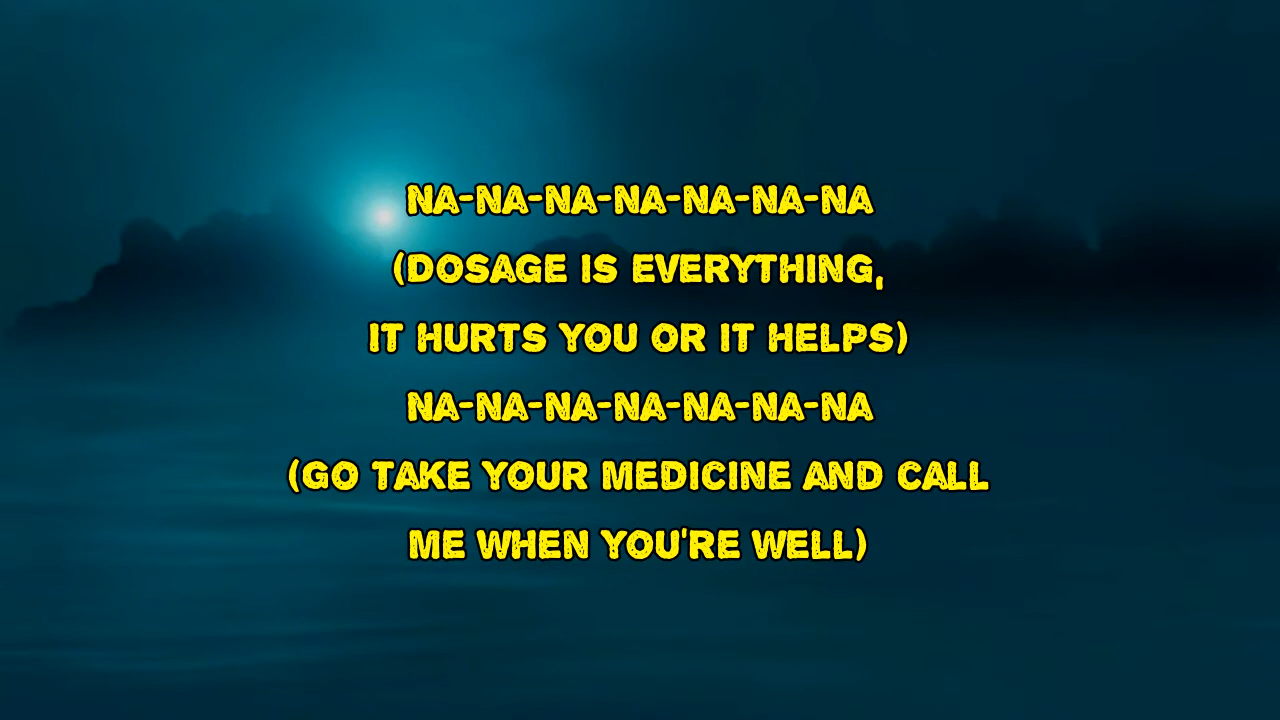 NA-NA-NA-NA-NA-NA-NA
(DOSAGE IS EVERYTHING,
IT HURTS YOU OR IT HELPS)
NA-NA-NA-NA-NA-NA-NA
(GO TAKE YOUR MEDICINE AND CALL
ME WHEN YOU'RE WELL)